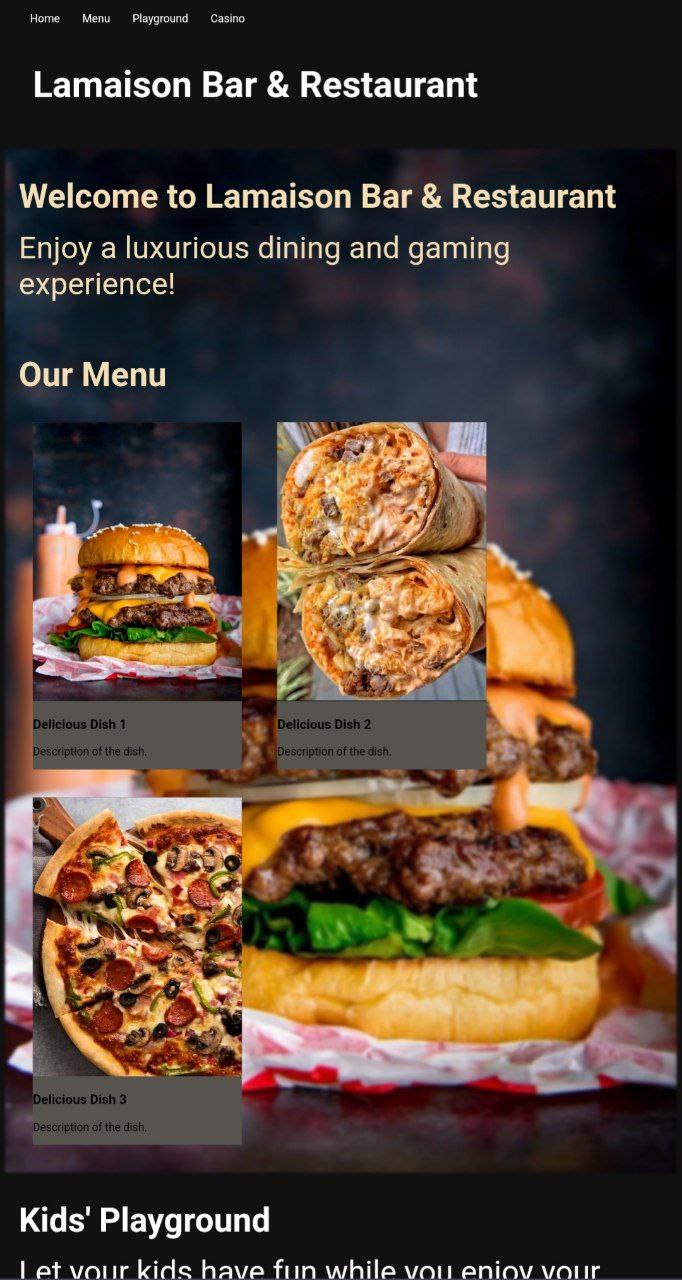 Home Menu Playground Casino
Lamaison Bar & Restaurant
Welcome to Lamaison Bar & Restaurant
Enjoy a luxurious dining and gaming
experience!
Our Menu
Delicious Dish 1
Description of the dish.
Delicious Dish 2
Description of the dish.
Delicious Dish 3
Description of the dish.
Kids' Playground
Let your kids have fun while you enjoy your